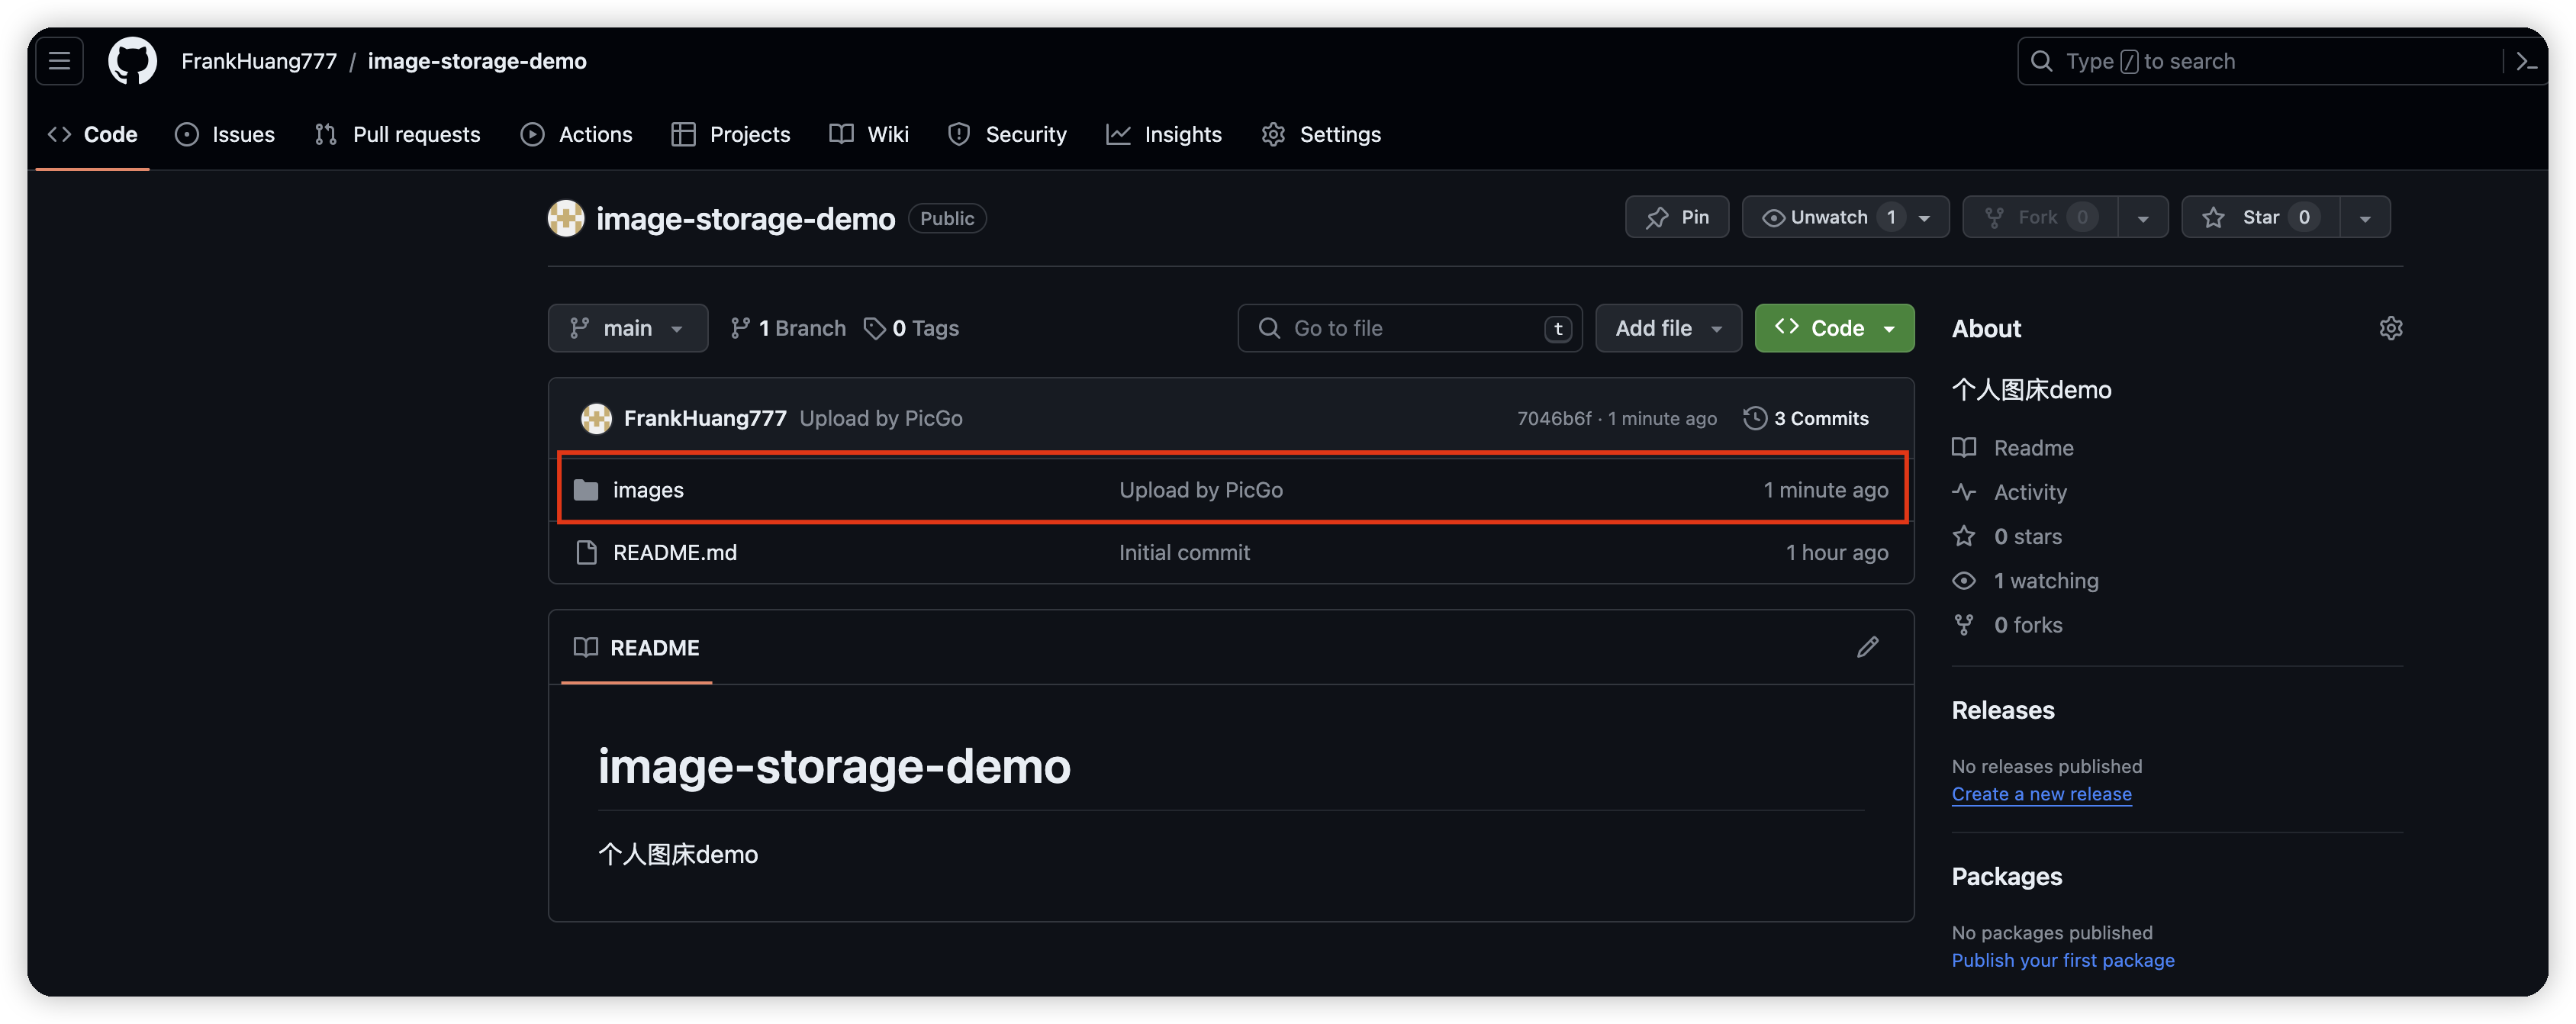 FrankHuang777 / image-storage-demo
Type / to search
Code Issues Pull requests Actions Projects Wiki Security Insights Settings
image-storage-demo Public
Pin Unwatch 1 Fork 0 Star 0
main 1 Branch 0 Tags Go to file t Add file Code
FrankHuang777 Upload by PicGo 7046b6f · 1 minute ago 3 Commits
images Upload by PicGo 1 minute ago
README.md Initial commit 1 hour ago
README
image-storage-demo
个人图床demo
About
个人图床demo
Readme
Activity
0 stars
1 watching
0 forks
Releases
No releases published
Create a new release
Packages
No packages published
Publish your first package